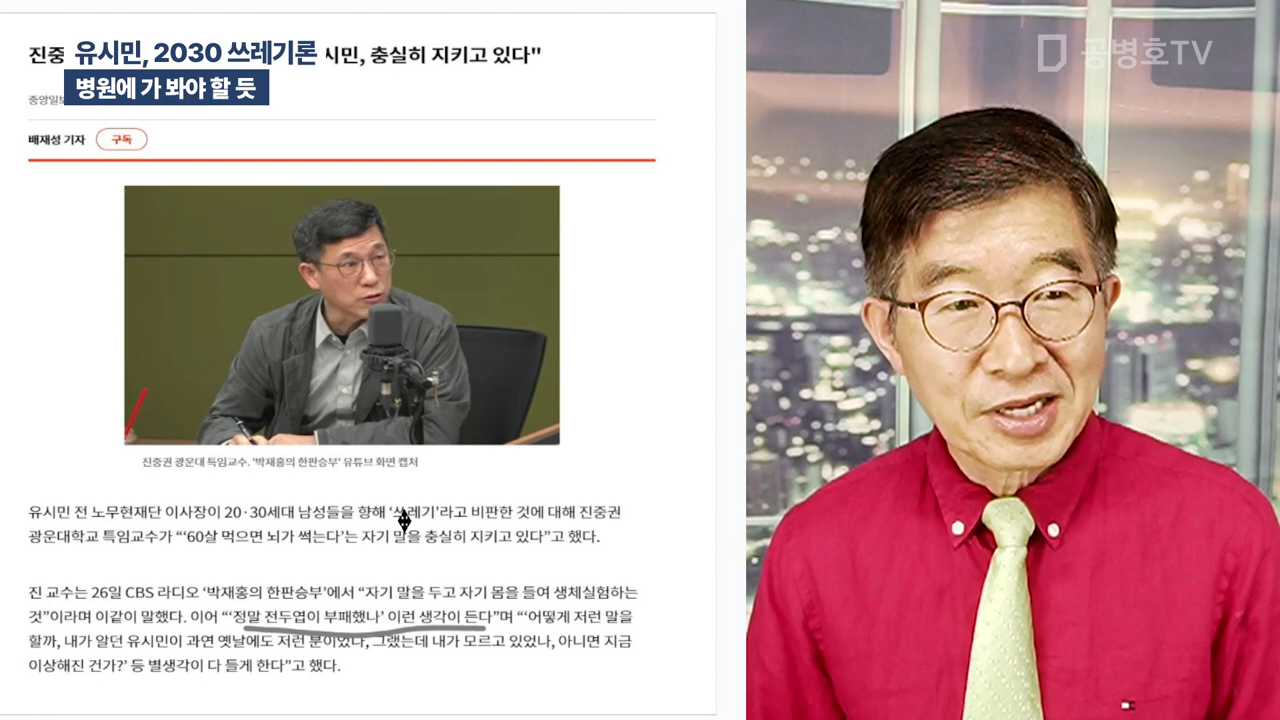 진중
유시민, 2030 쓰레기론
시민, 충실히 지키고 있다"
병원에 가 봐야 할 듯
중앙일보
배재성 기자
구독
공병호TV
진중권 광운대 특임교수. '박재홍의 한판승부' 유튜브 화면 캡처
유시민 전 노무현재단 이사장이 20·30세대 남성들을 향해 ‘쓰레기’라고 비판한 것에 대해 진중권
광운대학교 특임교수가 “‘60살 먹으면 뇌가 썩는다’는 자기 말을 충실히 지키고 있다”고 했다.
진 교수는 26일 CBS 라디오 ‘박재홍의 한판승부’에서 “자기 말을 두고 자기 몸을 들여 생체실험하는
것”이라며 이같이 말했다. 이어 “‘정말 전두엽이 부패했나’ 이런 생각이 든다”며 “‘어떻게 저런 말을
할까, 내가 알던 유시민이 과연 옛날에도 저런 분이었나, 그랬는데 내가 모르고 있었나, 아니면 지금
이상해진 건가?’ 등 별생각이 다 들게 한다”고 했다.